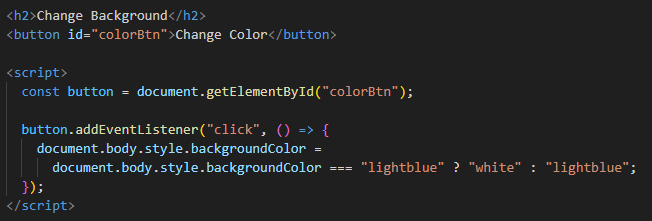 <h2>Change Background</h2>
<button id="colorBtn">Change Color</button>
<script>
const button = document.getElementById("colorBtn");
button.addEventListener("click", () => {
document.body.style.backgroundColor =
document.body.style.backgroundColor === "lightblue" ? "white" : "lightblue";
});
</script>